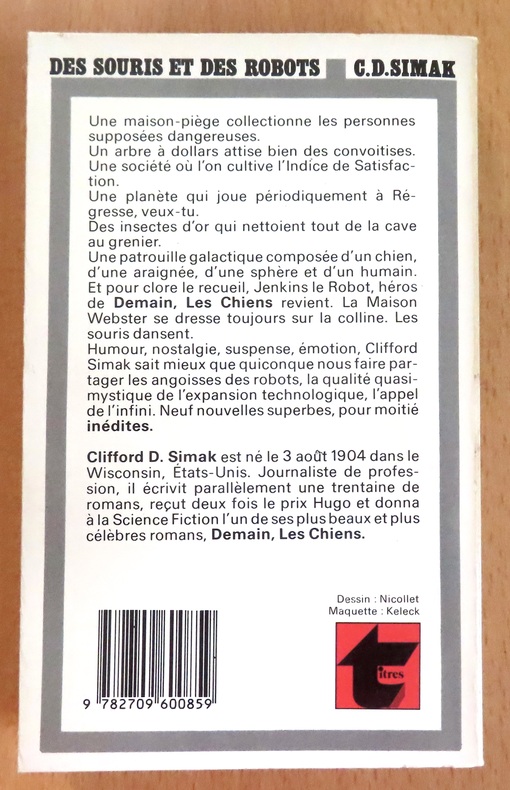 DES SOURIS ET DES ROBOTS C.D.SIMAK
Une maison-piège collectionne les personnes
supposées dangereuses.
Un arbre à dollars attise bien des convoitises.
Une société où l'on cultive l'Indice de Satisfac-
tion.
Une planète qui joue périodiquement à Ré-
gresse, veux-tu.
Des insectes d'or qui nettoient tout de la cave
au grenier.
Une patrouille galactique composée d'un chien,
d'une araignée, d'une sphère et d'un humain.
Et pour clore le recueil, Jenkins le Robot, héros
de Demain, Les Chiens revient. La Maison
Webster se dresse toujours sur la colline. Les
souris dansent.
Humour, nostalgie, suspense, émotion, Clifford
Simak sait mieux que quiconque nous faire par-
tager les angoisses des robots, la qualité quasi-
mystique de l'expansion technologique, l'appel
de l'infini. Neuf nouvelles superbes, pour moitié
inédites.
Clifford D. Simak est né le 3 août 1904 dans le
Wisconsin, États-Unis. Journaliste de profes-
sion, il écrivit parallèlement une trentaine de
romans, reçut deux fois le prix Hugo et donna
à la Science Fiction l'un de ses plus beaux et plus
célèbres romans, Demain, Les Chiens.
Dessin : Nicollet
Maquette : Keleck
titres
9 782709 600859